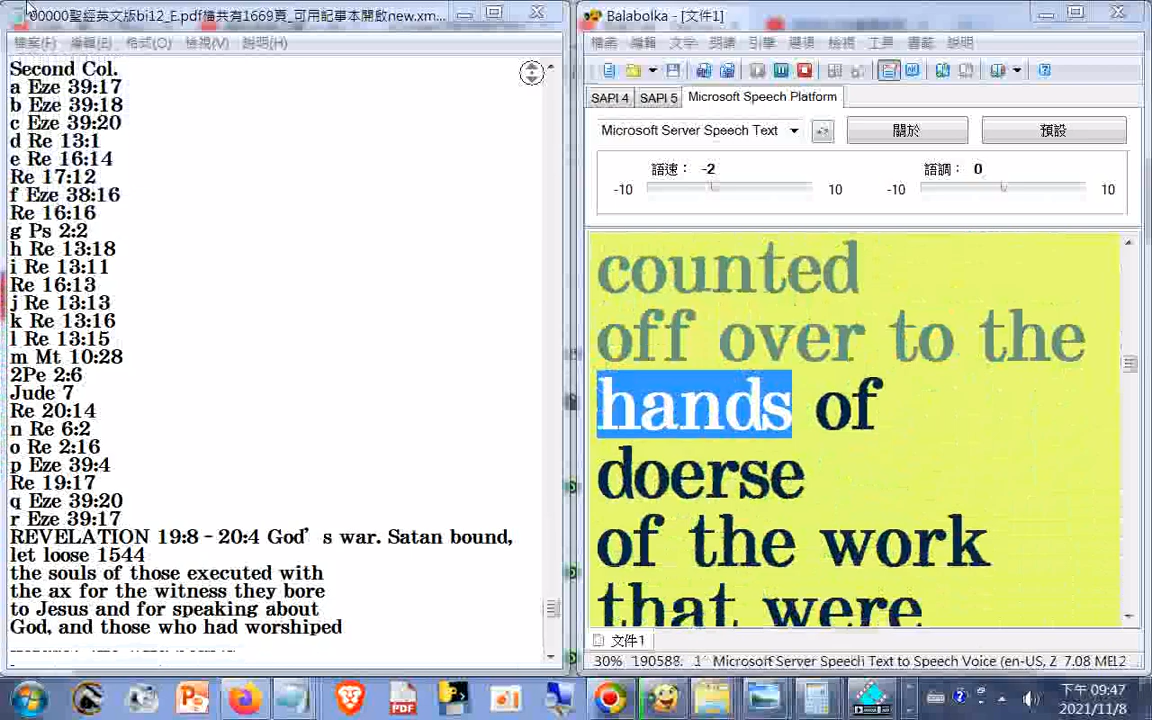 00000聖經英文版bi12_E.pdf檔共有1669頁_可用記事本開啟new.xm...
檔案(F) 編輯(E) 格式(O) 檢視(V) 說明(H)
Second Col.
a Eze 39:17
b Eze 39:18
c Eze 39:20
d Re 13:1
e Re 16:14
Re 17:12
f Eze 38:16
Re 16:16
g Ps 2:2
h Re 13:18
i Re 13:11
Re 16:13
j Re 13:13
k Re 13:16
l Re 13:15
m Mt 10:28
2Pe 2:6
Jude 7
Re 20:14
n Re 6:2
o Re 2:16
p Eze 39:4
Re 19:17
q Eze 39:20
r Eze 39:17
REVELATION 19:8‐20:4 God’s war. Satan bound,
let loose 1544
the souls of those executed with
the ax for the witness they bore
to Jesus and for speaking about
God, and those who had worshiped
Balabolka - [文件1]
檔案 編輯 文字 朗讀 引擎 選項 檢視 工具 書籤 說明
SAPI 4 SAPI 5 Microsoft Speech Platform
Microsoft Server Speech Text 關於 預設
語速： -2 語調： 0
-10 10 -10 10
counted
off over to the
hands of
doerse
of the work
that were
文件1
30% 190588. Microsoft Server Speech Text to Speech Voice (en-US, Z 7.08 ME
下午 09:47
2021/11/8